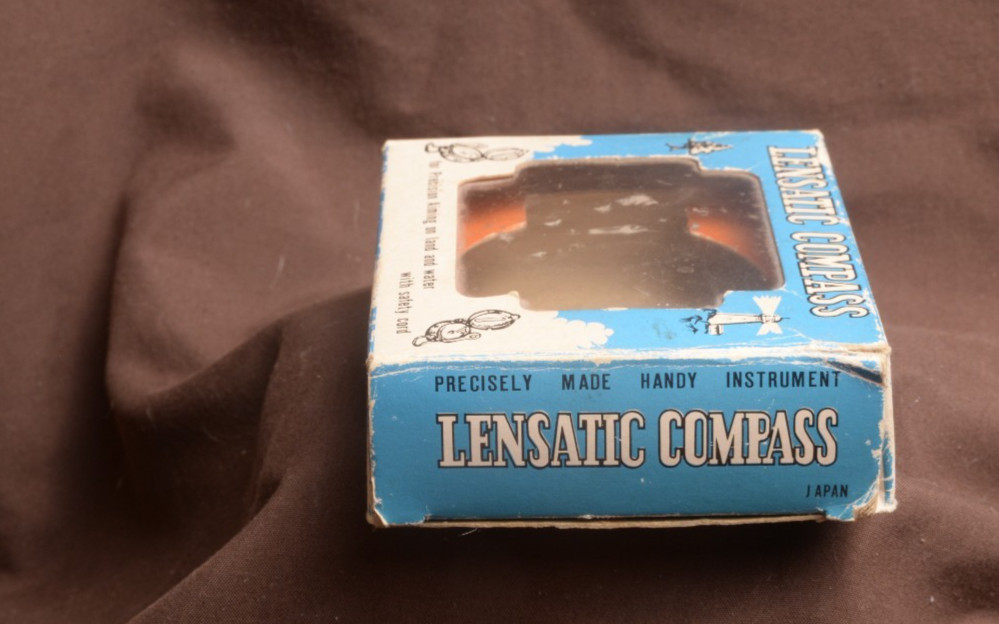 LENSATIC COMPASS
for Precision Aiming on land and water
with safety cord
PRECISELY MADE HANDY INSTRUMENT
LENSATIC COMPASS
JAPAN